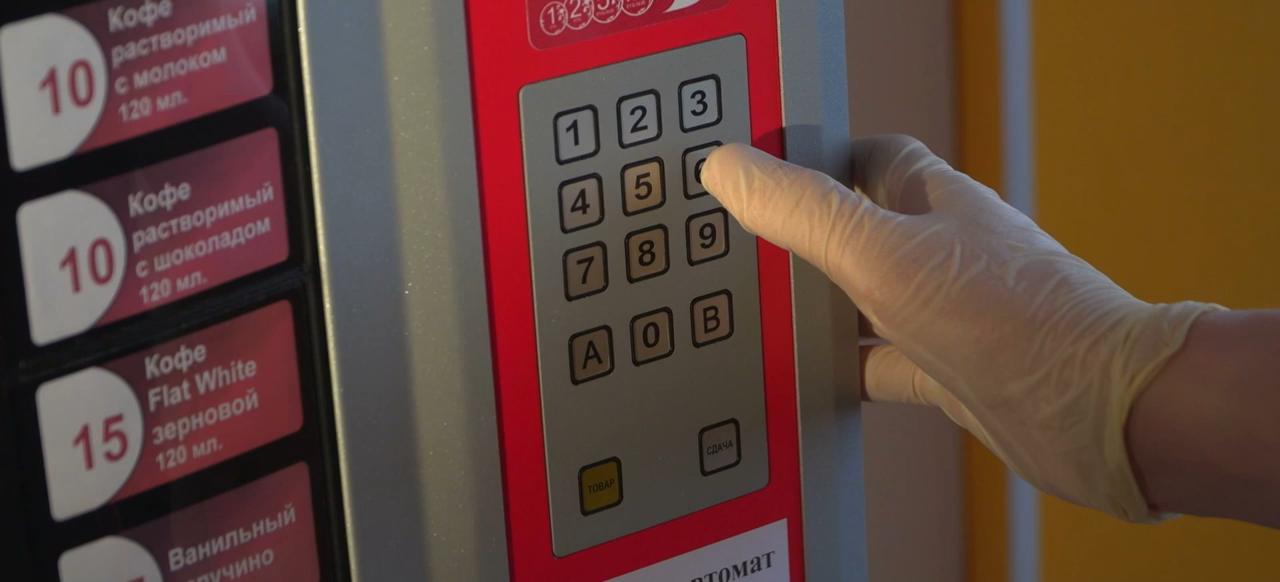 10
Кофе
растворимый
с молоком
120 мл.
10
Кофе
растворимый
с шоколадом
120 мл.
15
Кофе
Flat White
зерновой
120 мл.
Ванильный
1 2 3
4 5 6
7 8 9
A 0 B
СДАЧА
ТОВАР